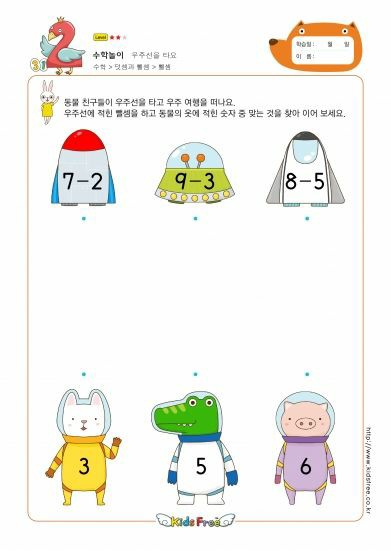 31
Level
수학놀이 우주선을 타요
수학 > 덧셈과 뺄셈 > 뺄셈
학습일 : 월 일
이 름 :
동물 친구들이 우주선을 타고 우주 여행을 떠나요.
우주선에 적힌 뺄셈을 하고 동물의 옷에 적힌 숫자 중 맞는 것을 찾아 이어 보세요.
7-2 9-3 8-5
3 5 6
http://www.kidsfree.co.kr
Kids Free